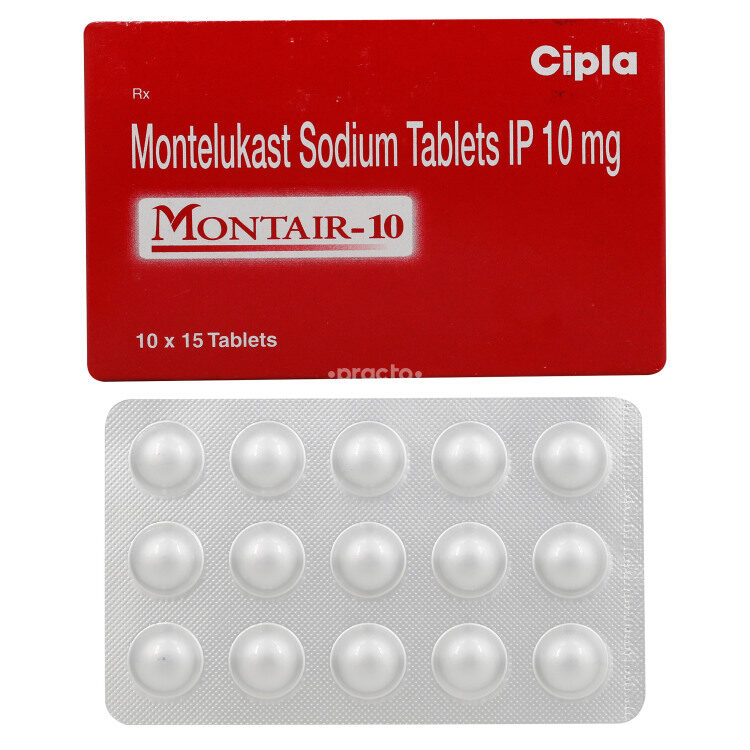 Cipla
Rx
Montelukast Sodium Tablets IP 10 mg
MONTAIR-10
10 x 15 Tablets
•practo•